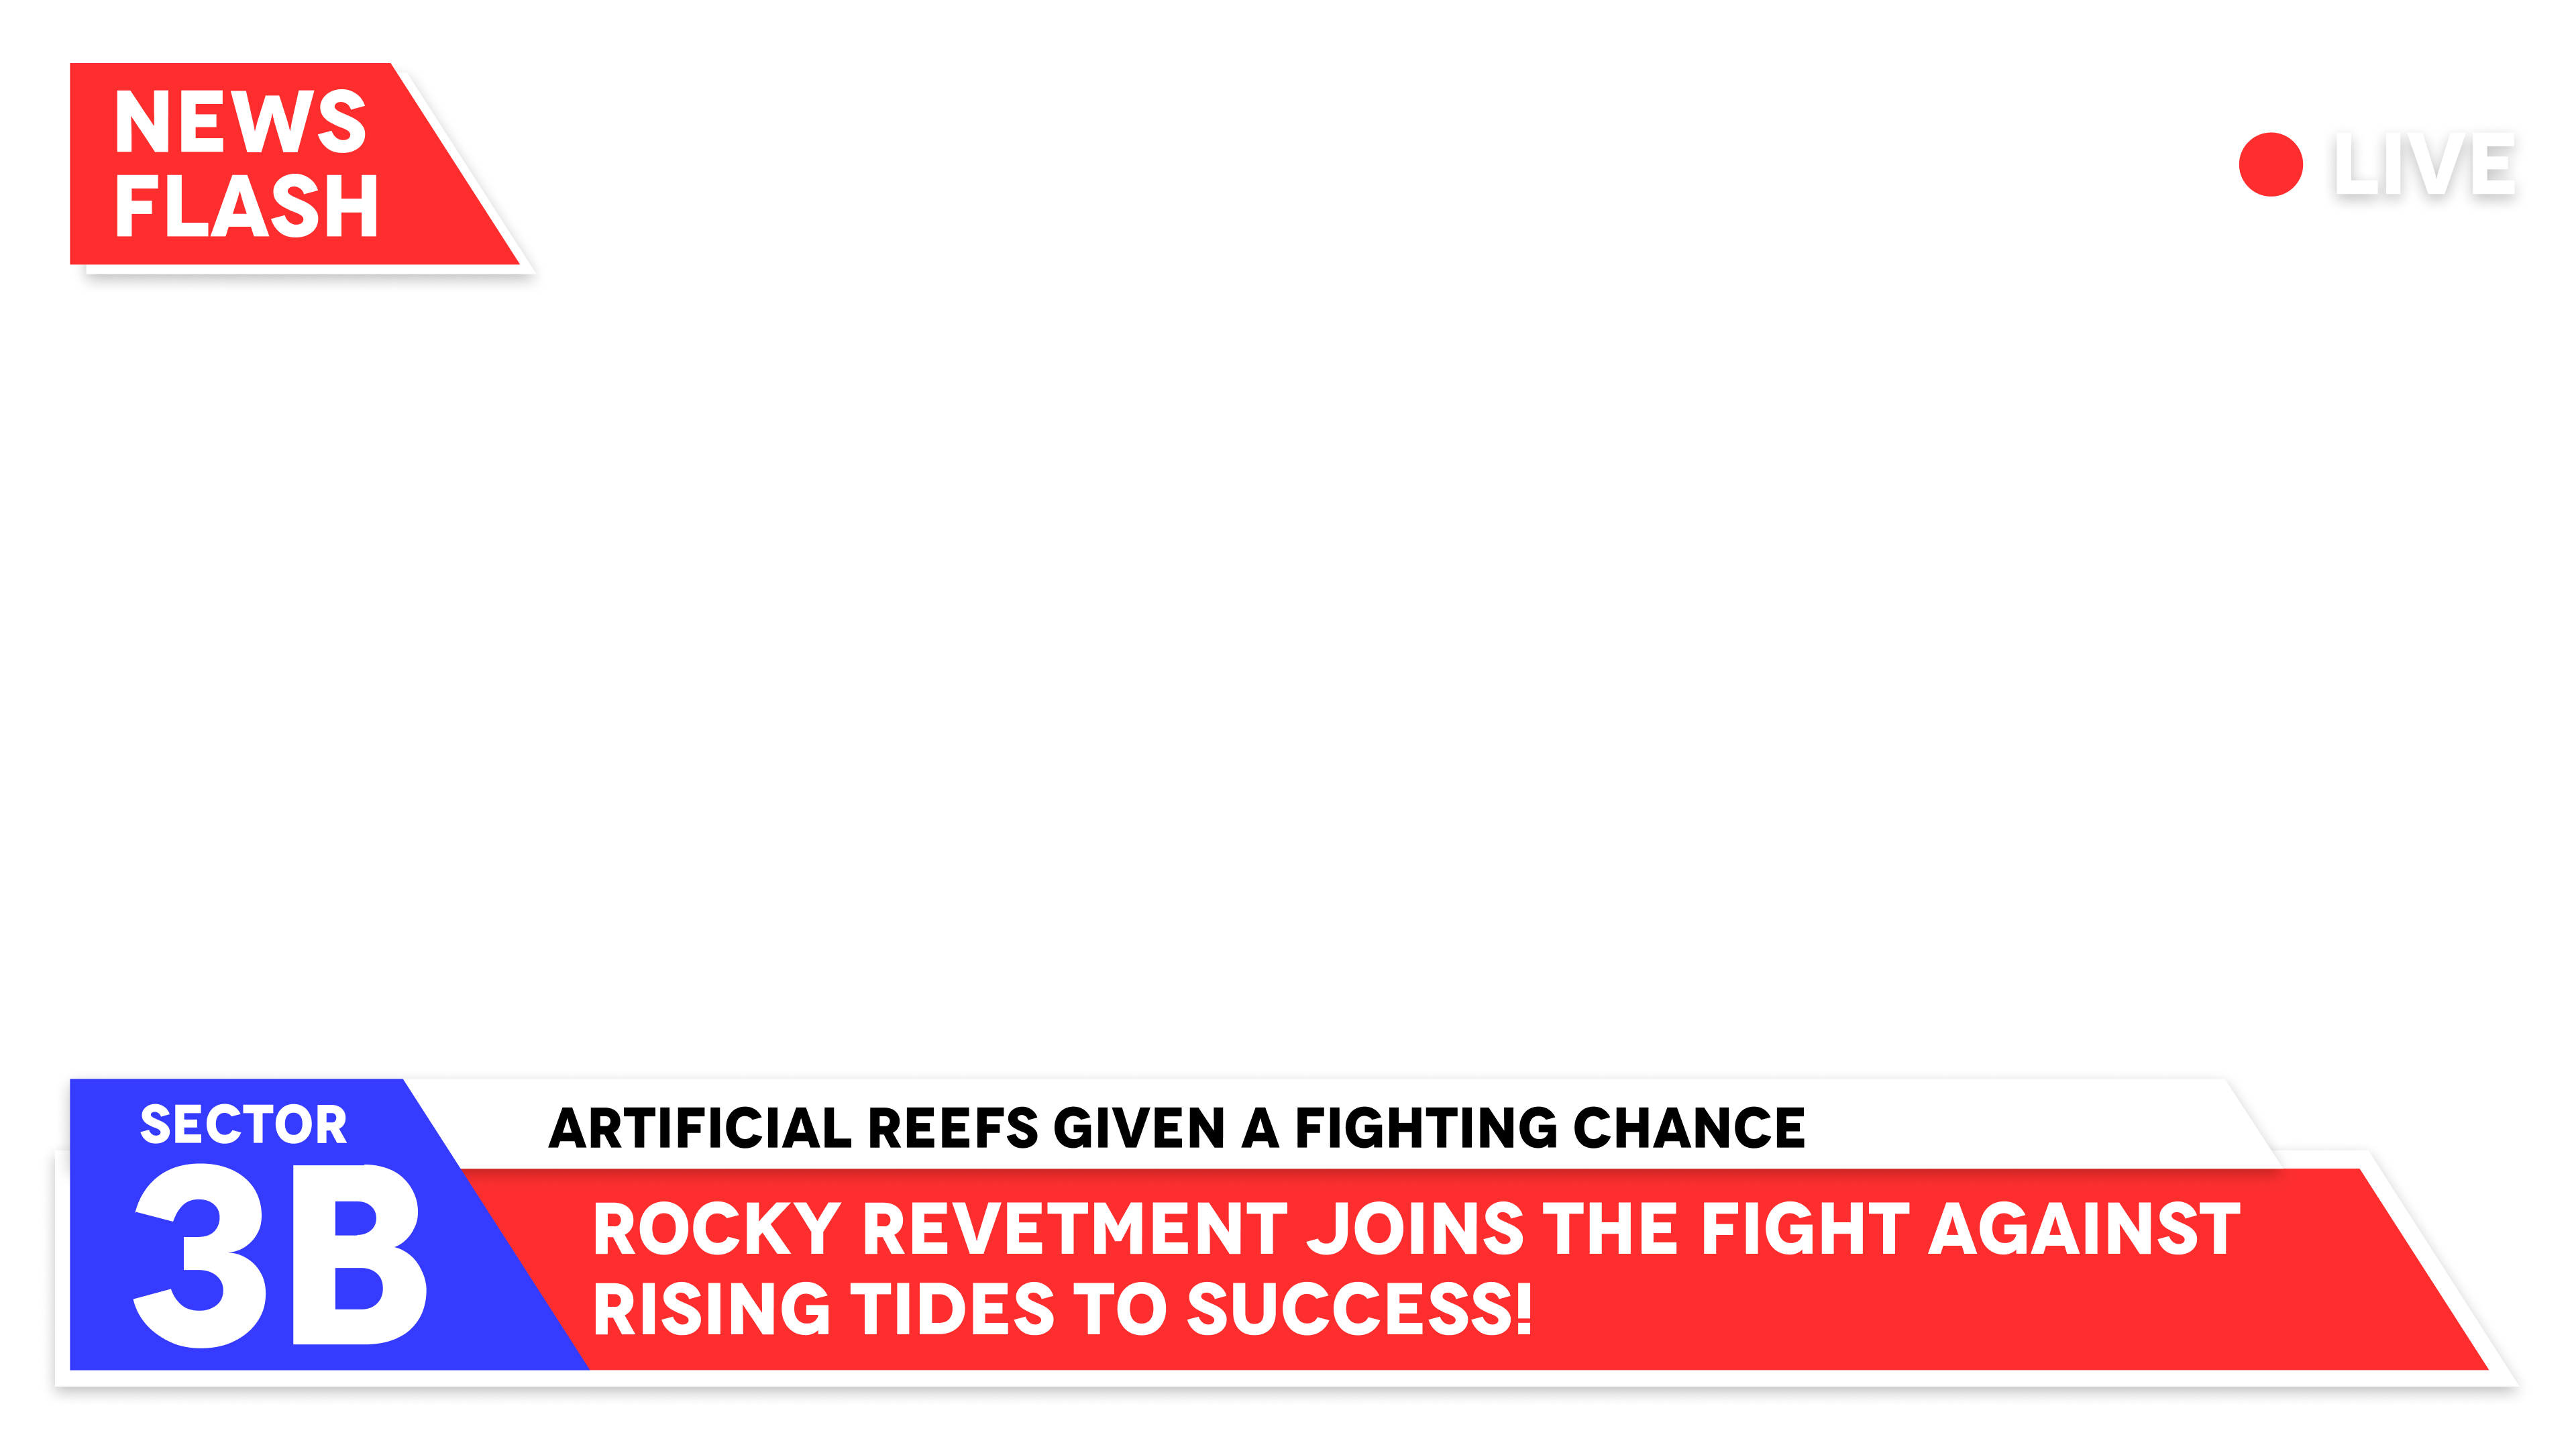 NEWS
FLASH
LIVE
SECTOR
3B
ARTIFICIAL REEFS GIVEN A FIGHTING CHANCE
ROCKY REVETMENT JOINS THE FIGHT AGAINST
RISING TIDES TO SUCCESS!